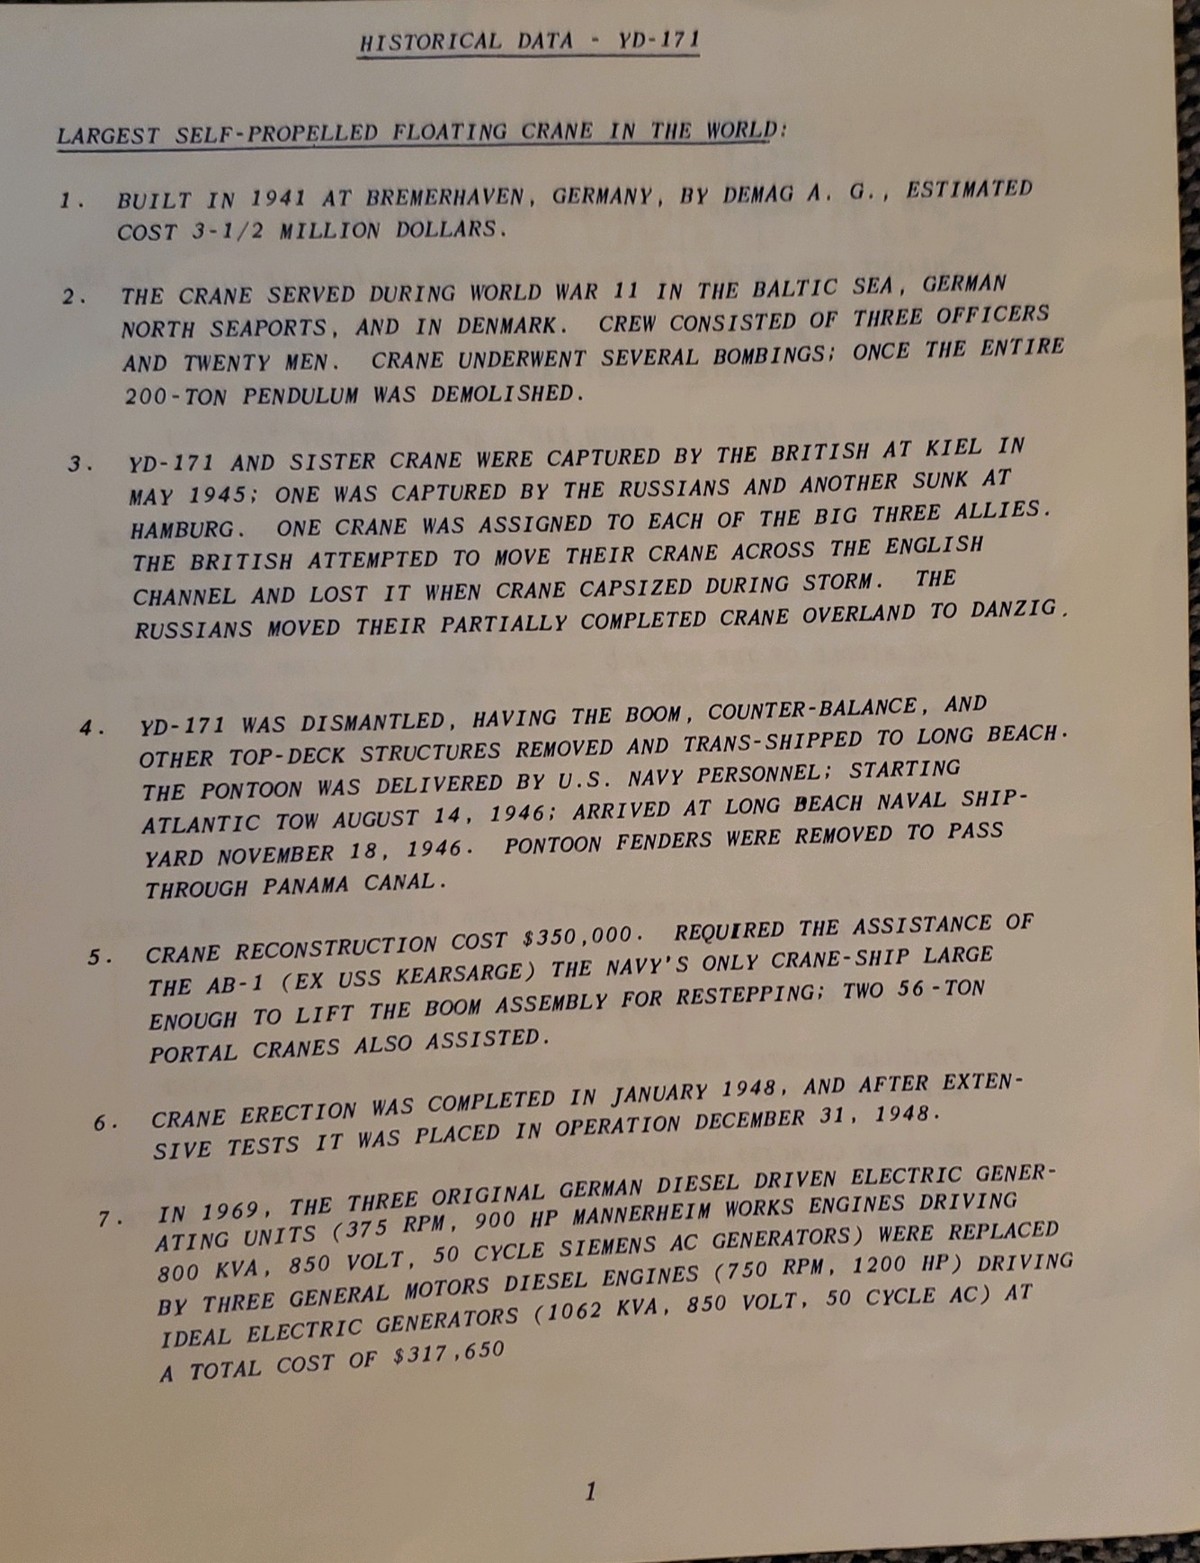 HISTORICAL DATA - YD-171
LARGEST SELF-PROPELLED FLOATING CRANE IN THE WORLD:
1. BUILT IN 1941 AT BREMERHAVEN, GERMANY, BY DEMAG A. G., ESTIMATED
COST 3-1/2 MILLION DOLLARS.
2. THE CRANE SERVED DURING WORLD WAR 11 IN THE BALTIC SEA, GERMAN
NORTH SEAPORTS, AND IN DENMARK. CREW CONSISTED OF THREE OFFICERS
AND TWENTY MEN. CRANE UNDERWENT SEVERAL BOMBINGS; ONCE THE ENTIRE
200-TON PENDULUM WAS DEMOLISHED.
3. YD-171 AND SISTER CRANE WERE CAPTURED BY THE BRITISH AT KIEL IN
MAY 1945; ONE WAS CAPTURED BY THE RUSSIANS AND ANOTHER SUNK AT
HAMBURG. ONE CRANE WAS ASSIGNED TO EACH OF THE BIG THREE ALLIES.
THE BRITISH ATTEMPTED TO MOVE THEIR CRANE ACROSS THE ENGLISH
CHANNEL AND LOST IT WHEN CRANE CAPSIZED DURING STORM. THE
RUSSIANS MOVED THEIR PARTIALLY COMPLETED CRANE OVERLAND TO DANZIG.
4. YD-171 WAS DISMANTLED, HAVING THE BOOM, COUNTER-BALANCE, AND
OTHER TOP-DECK STRUCTURES REMOVED AND TRANS-SHIPPED TO LONG BEACH.
THE PONTOON WAS DELIVERED BY U.S. NAVY PERSONNEL; STARTING
ATLANTIC TOW AUGUST 14, 1946; ARRIVED AT LONG BEACH NAVAL SHIP-
YARD NOVEMBER 18, 1946. PONTOON FENDERS WERE REMOVED TO PASS
THROUGH PANAMA CANAL.
5. CRANE RECONSTRUCTION COST $350,000. REQUIRED THE ASSISTANCE OF
THE AB-1 (EX USS KEARSARGE) THE NAVY'S ONLY CRANE-SHIP LARGE
ENOUGH TO LIFT THE BOOM ASSEMBLY FOR RESTEPPING; TWO 56-TON
PORTAL CRANES ALSO ASSISTED.
6. CRANE ERECTION WAS COMPLETED IN JANUARY 1948, AND AFTER EXTEN-
SIVE TESTS IT WAS PLACED IN OPERATION DECEMBER 31, 1948.
7. IN 1969, THE THREE ORIGINAL GERMAN DIESEL DRIVEN ELECTRIC GENER-
ATING UNITS (375 RPM, 900 HP MANNERHEIM WORKS ENGINES DRIVING
800 KVA, 850 VOLT, 50 CYCLE SIEMENS AC GENERATORS) WERE REPLACED
BY THREE GENERAL MOTORS DIESEL ENGINES (750 RPM, 1200 HP) DRIVING
IDEAL ELECTRIC GENERATORS (1062 KVA, 850 VOLT, 50 CYCLE AC) AT
A TOTAL COST OF $317,650
1